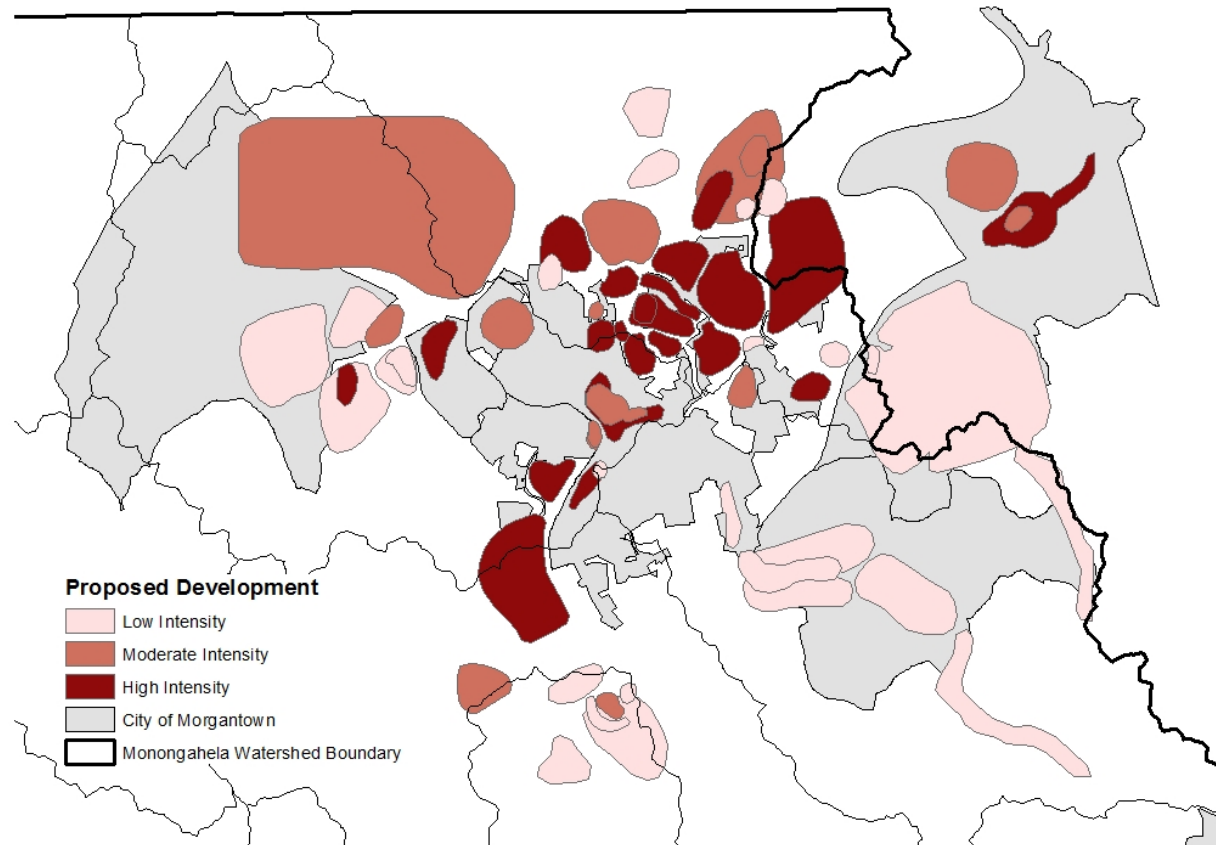 Proposed Development
Low Intensity
Moderate Intensity
High Intensity
City of Morgantown
Monongahela Watershed Boundary